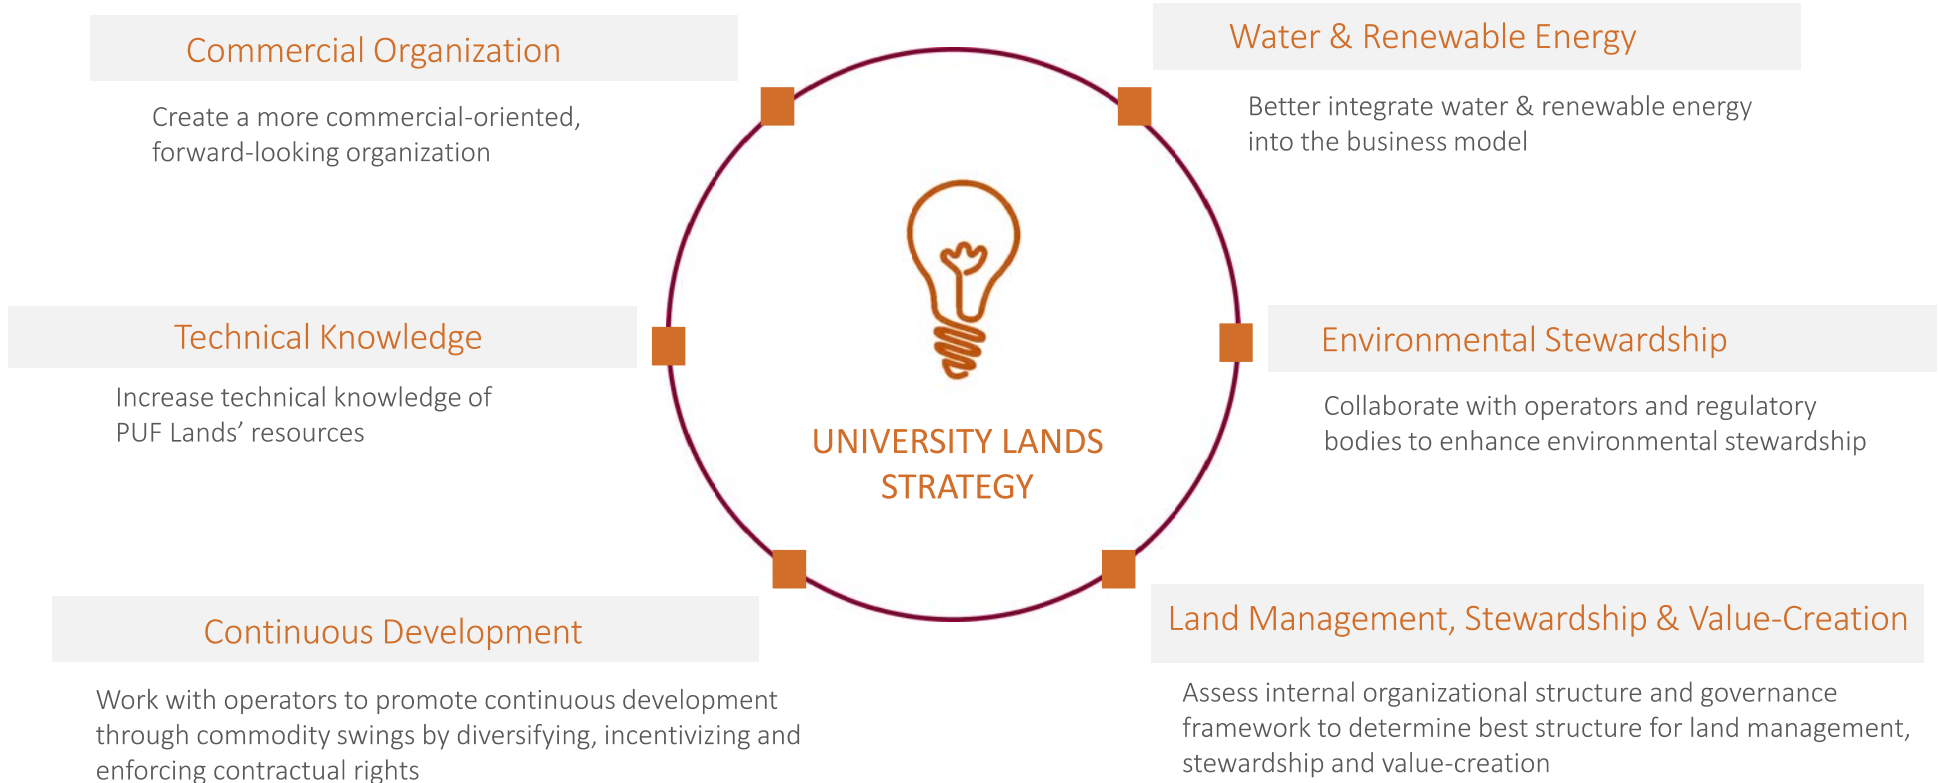 Commercial Organization
Create a more commercial-oriented,
forward-looking organization
Technical Knowledge
Increase technical knowledge of
PUF Lands’ resources
Continuous Development
Work with operators to promote continuous development
through commodity swings by diversifying, incentivizing and
enforcing contractual rights
UNIVERSITY LANDS
STRATEGY
Water & Renewable Energy
Better integrate water & renewable energy
into the business model
Environmental Stewardship
Collaborate with operators and regulatory
bodies to enhance environmental stewardship
Land Management, Stewardship & Value-Creation
Assess internal organizational structure and governance
framework to determine best structure for land management,
stewardship and value-creation